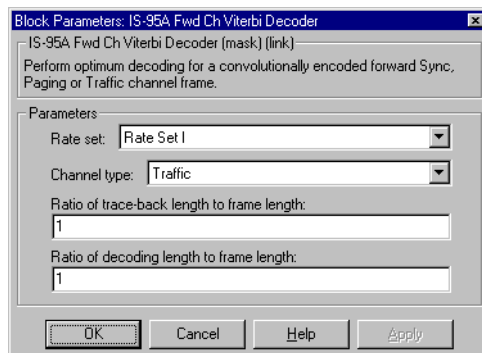 Block Parameters: IS-95A Fwd Ch Viterbi Decoder
IS-95A Fwd Ch Viterbi Decoder (mask) (link)
Perform optimum decoding for a convolutionally encoded forward Sync,
Paging or Traffic channel frame.
Parameters
Rate set: Rate Set I
Channel type: Traffic
Ratio of trace-back length to frame length:
1
Ratio of decoding length to frame length:
1
OK Cancel Help Apply